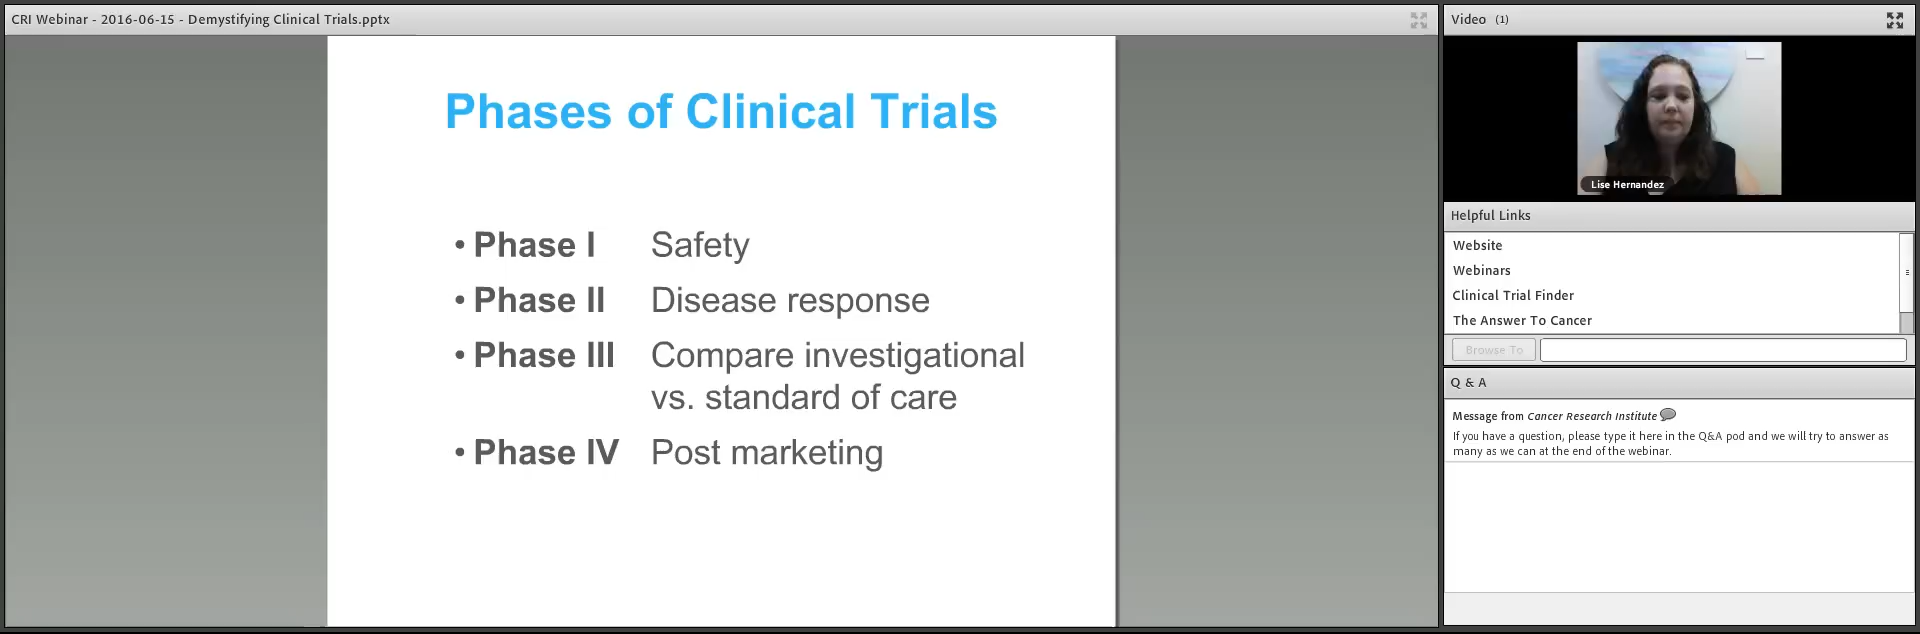 CRI Webinar - 2016-06-15 - Demystifying Clinical Trials.pptx
Phases of Clinical Trials
• Phase I Safety
• Phase II Disease response
• Phase III Compare investigational
vs. standard of care
• Phase IV Post marketing
Video (1)
Lise Hernandez
Helpful Links
Website
Webinars
Clinical Trial Finder
The Answer To Cancer
Browse To
Q & A
Message from Cancer Research Institute
If you have a question, please type it here in the Q&A pod and we will try to answer as
many as we can at the end of the webinar.